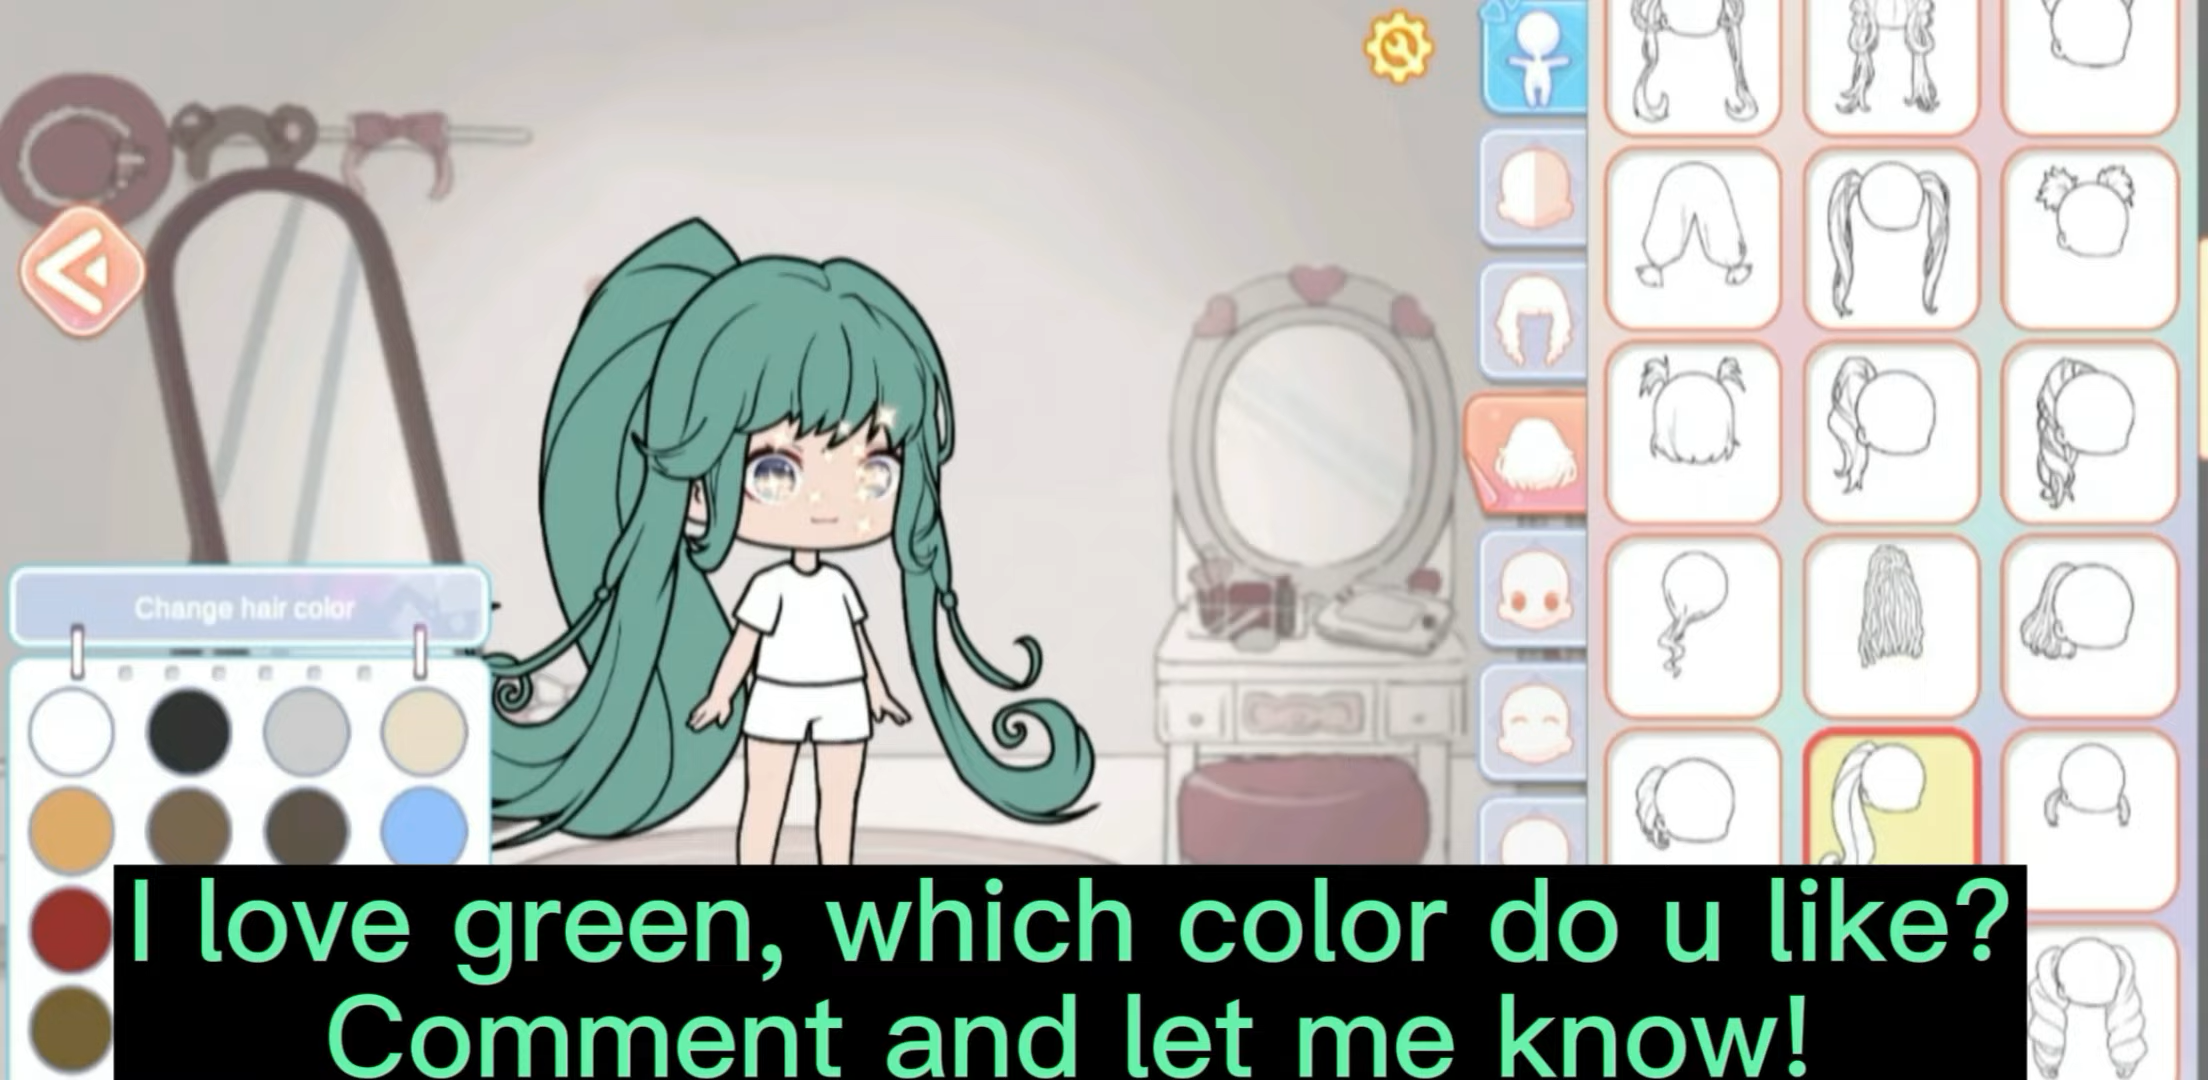 Change hair color
I love green, which color do u like?
Comment and let me know!